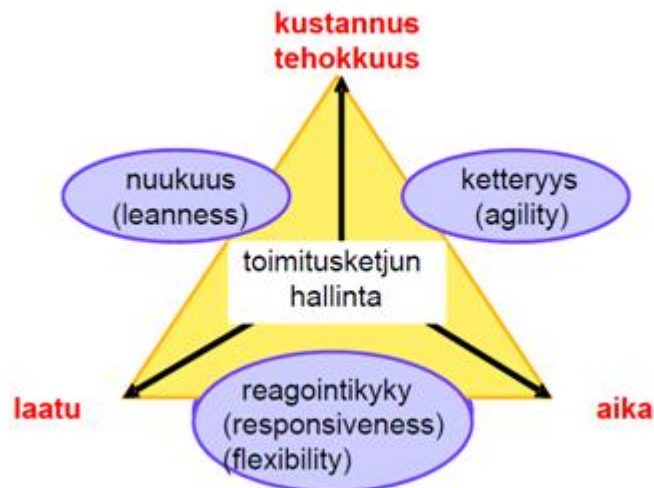 kustannus
tehokkuus
nuukuus
(leanness)
ketteryys
(agility)
toimitusketjun
hallinta
laatu
reagointikyky
(responsiveness)
(flexibility)
aika